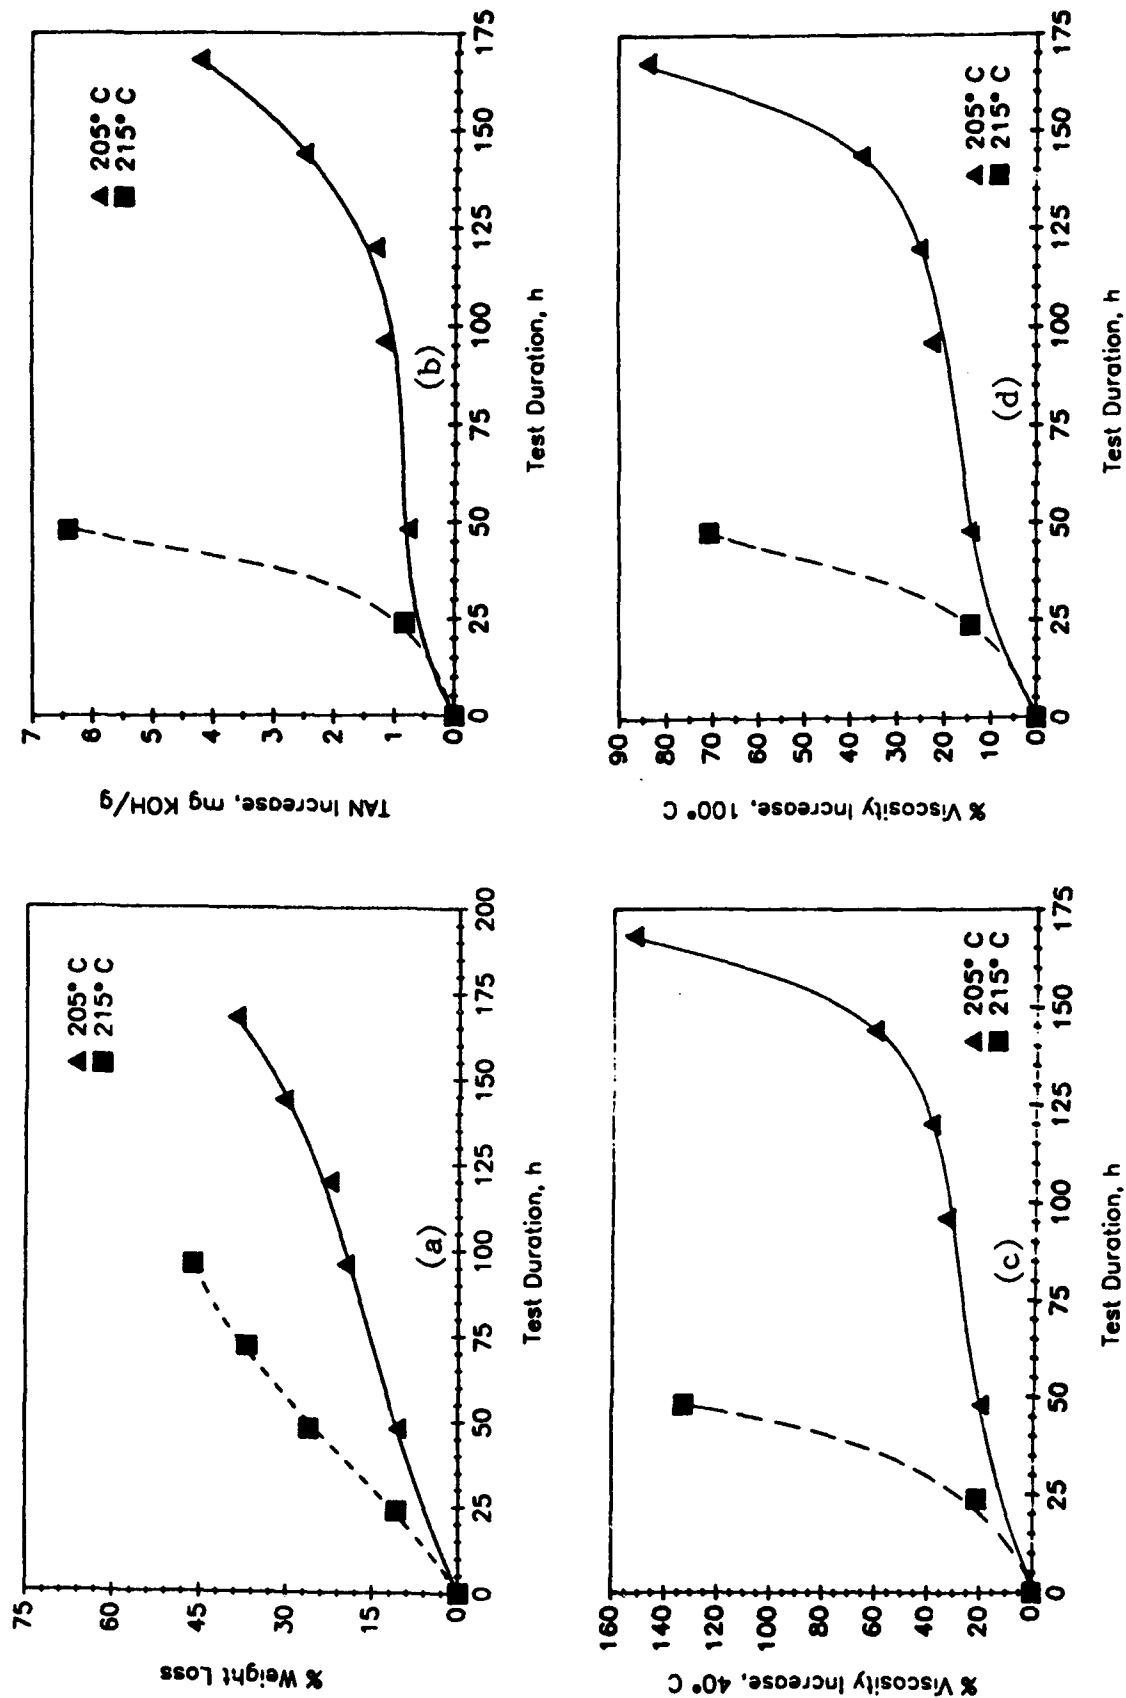 75
60
45
30
15
0
% Weight Loss
▲ 205° C
■ 215° C
0 25 50 75 100 125 150 175 200
(a)
Test Duration, h
7
6
5
4
3
2
1
0
TAN Increase, mg KOH/g
▲ 205° C
■ 215° C
0 25 50 75 100 125 150 175
(b)
Test Duration, h
160
140
120
100
80
60
40
20
0
% Viscosity Increase, 40° C
▲ 205° C
■ 215° C
0 25 50 75 100 125 150 175
(c)
Test Duration, h
90
80
70
60
50
40
30
20
10
0
% Viscosity Increase, 100° C
▲ 205° C
■ 215° C
0 25 50 75 100 125 150 175
(d)
Test Duration, h